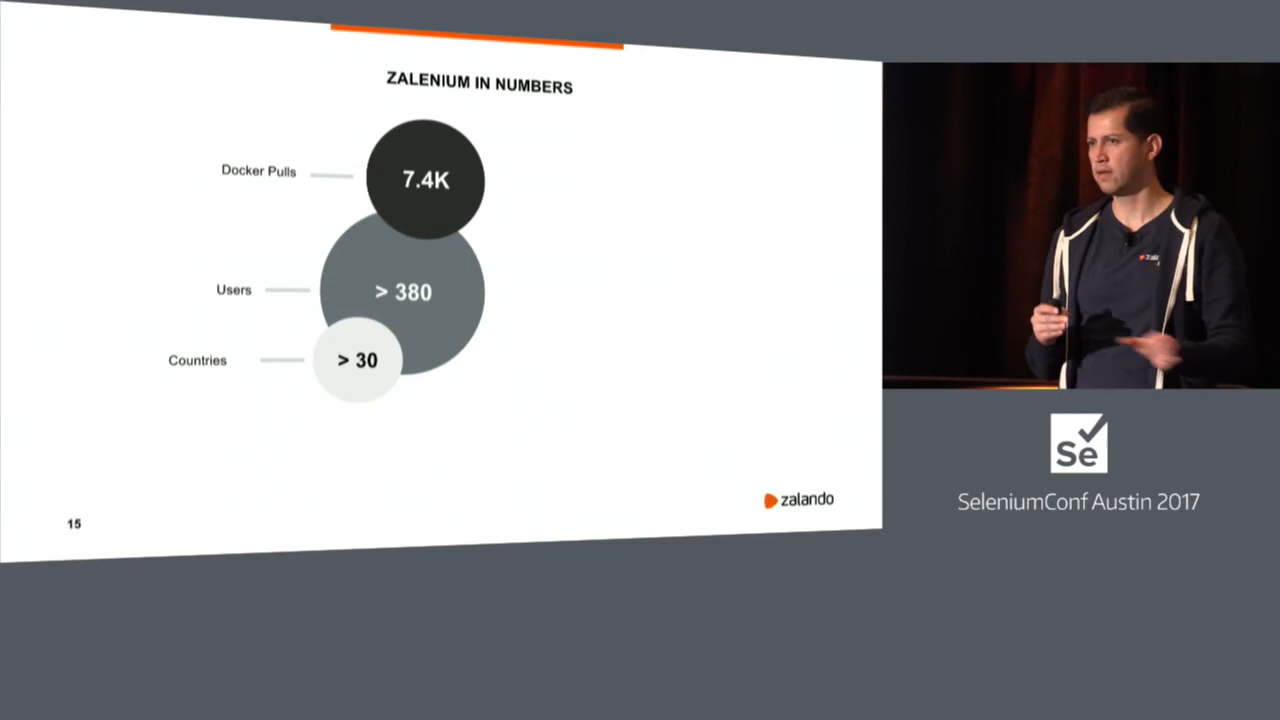 ZALENIUM IN NUMBERS
Docker Pulls
7.4K
Users
> 380
Countries
> 30
zalando
15
Se
SeleniumConf Austin 2017